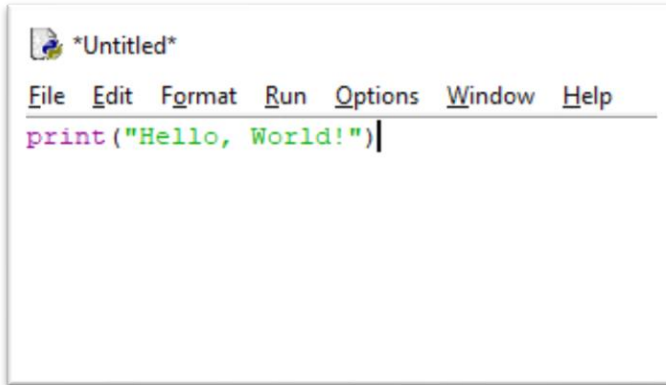 *Untitled*
File Edit Format Run Options Window Help
print("Hello, World!")